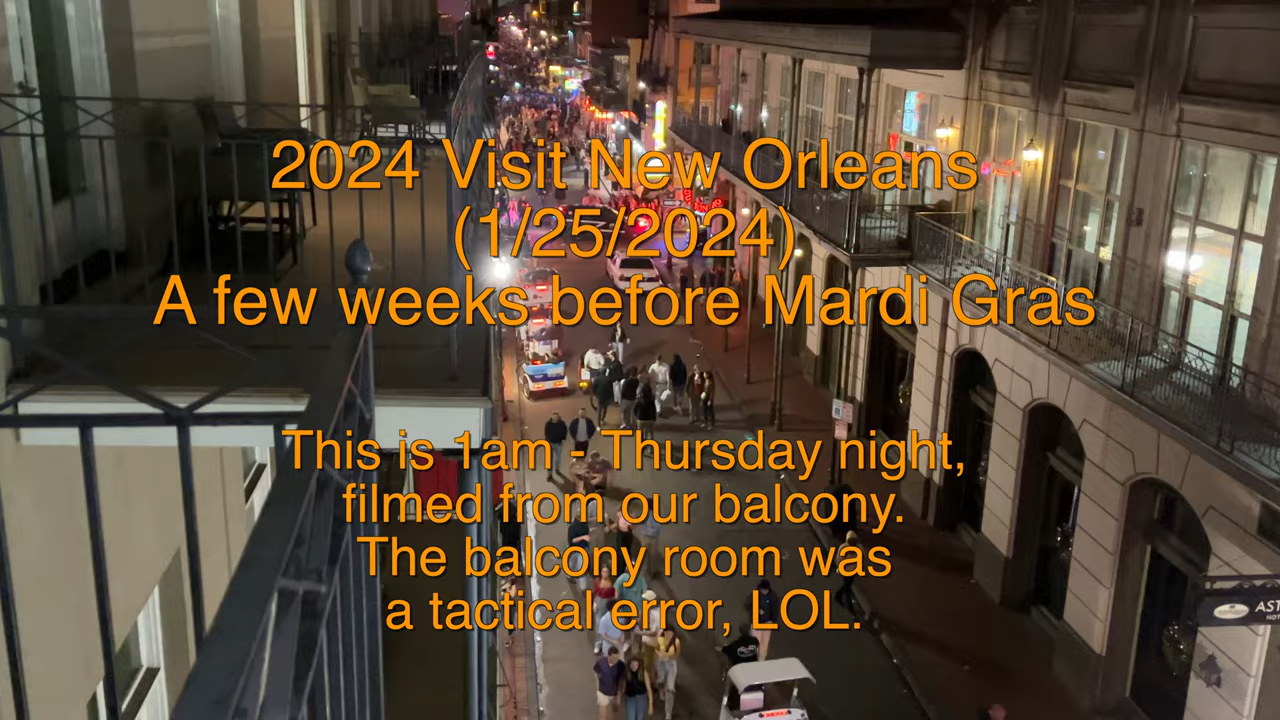 2024 Visit New Orleans
(1/25/2024)
A few weeks before Mardi Gras
This is 1am - Thursday night,
filmed from our balcony.
The balcony room was
a tactical error, LOL.
AST